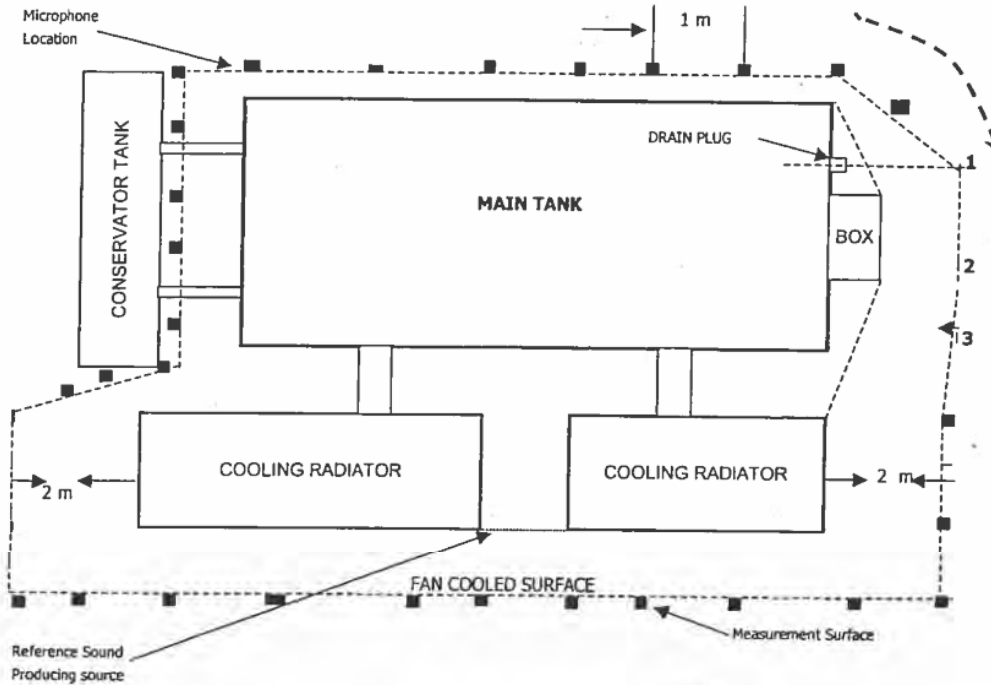 Microphone
Location
1 m
CONSERVATOR TANK
DRAIN PLUG
1
MAIN TANK
BOX
2
3
COOLING RADIATOR
COOLING RADIATOR
2 m
2 m
FAN COOLED SURFACE
Reference Sound
Producing source
Measurement Surface